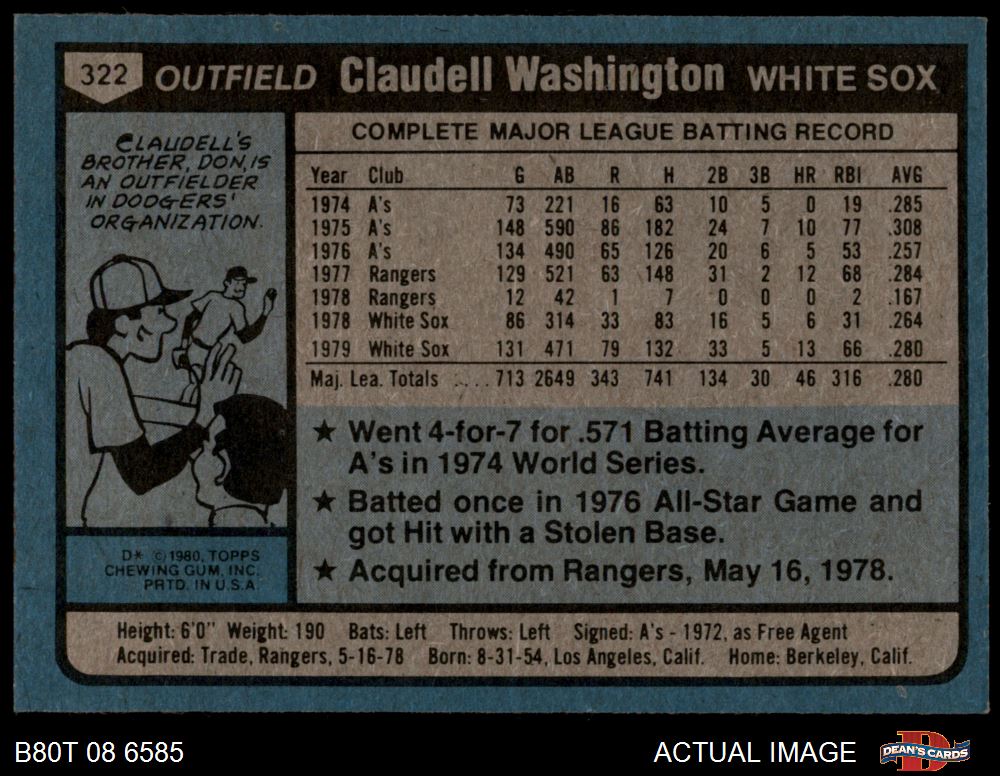 322 OUTFIELD Claudell Washington WHITE SOX
CLAUDELL'S
BROTHER, DON, IS
AN OUTFIELDER
IN DODGERS'
ORGANIZATION.
COMPLETE MAJOR LEAGUE BATTING RECORD
Year Club G AB R H 2B 3B HR RBI AVG
1974 A's 73 221 16 63 10 5 0 19 .285
1975 A's 148 590 86 182 24 7 10 77 .308
1976 A's 134 490 65 126 20 6 5 53 .257
1977 Rangers 129 521 63 148 31 2 12 68 .284
1978 Rangers 12 42 1 7 0 0 0 2 .167
1978 White Sox 86 314 33 83 16 5 6 31 .264
1979 White Sox 131 471 79 132 33 5 13 66 .280
Maj. Lea. Totals ..... 713 2649 343 741 134 30 46 316 .280
★ Went 4-for-7 for .571 Batting Average for
A's in 1974 World Series.
★ Batted once in 1976 All-Star Game and
got Hit with a Stolen Base.
★ Acquired from Rangers, May 16, 1978.
D* © 1980, TOPPS
CHEWING GUM, INC.
PRTD. IN U.S.A.
Height: 6'0" Weight: 190 Bats: Left Throws: Left Signed: A's - 1972, as Free Agent
Acquired: Trade, Rangers, 5-16-78 Born: 8-31-54, Los Angeles, Calif. Home: Berkeley, Calif.
B80T 08 6585 ACTUAL IMAGE D DEAN'S CARDS